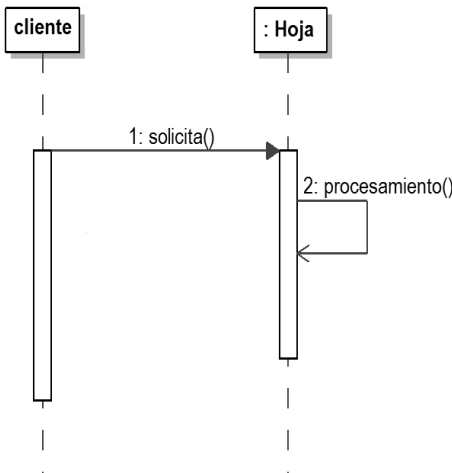 cliente
: Hoja
1: solicita()
2: procesamiento()